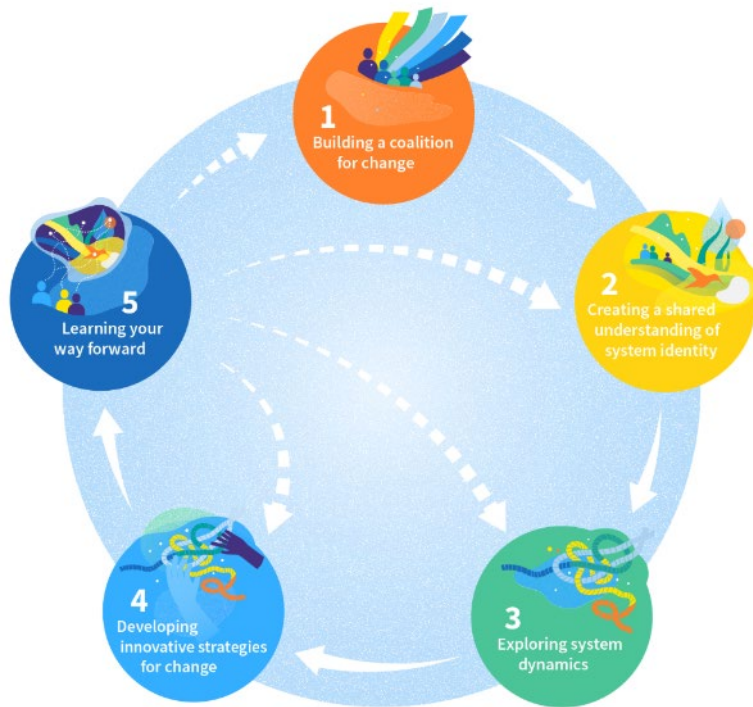 1
Building a coalition
for change
2
Creating a shared
understanding of
system identity
3
Exploring system
dynamics
4
Developing
innovative strategies
for change
5
Learning your
way forward